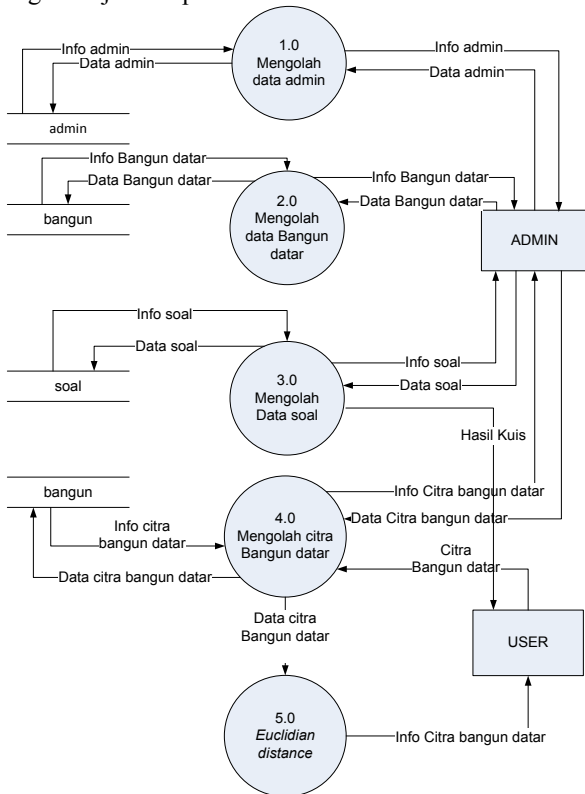 1.0
Mengolah
data admin
Info admin
Data admin
Info admin
Data admin
admin
Info Bangun datar
Data Bangun datar
bangun
2.0
Mengolah
data Bangun
datar
Info Bangun datar
Data Bangun datar
ADMIN
Info soal
Data soal
soal
3.0
Mengolah
Data soal
Info soal
Data soal
Hasil Kuis
bangun
Info citra
bangun datar
Data citra bangun datar
4.0
Mengolah citra
Bangun datar
Info Citra bangun datar
Data Citra bangun datar
Citra
Bangun datar
Data citra
Bangun datar
USER
5.0
Euclidian
distance
Info Citra bangun datar